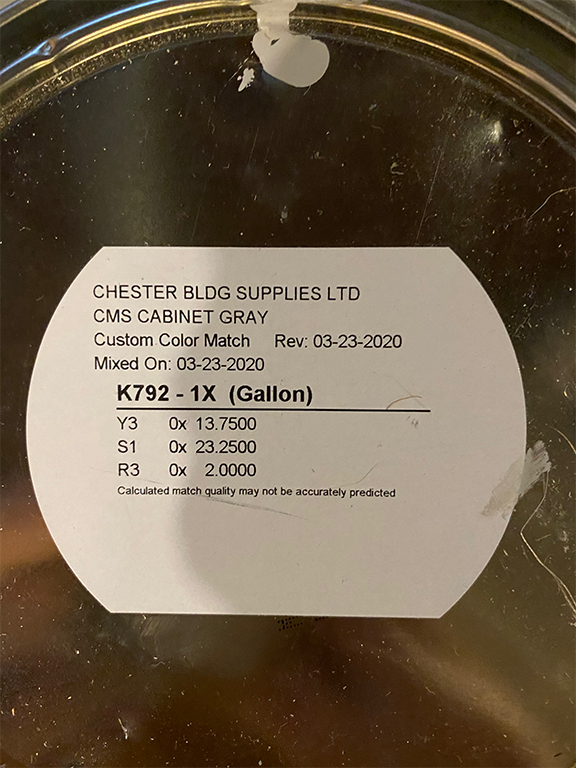 CHESTER BLDG SUPPLIES LTD
CMS CABINET GRAY
Custom Color Match Rev: 03-23-2020
Mixed On: 03-23-2020
K792 - 1X (Gallon)
Y3 0x 13.7500
S1 0x 23.2500
R3 0x 2.0000
Calculated match quality may not be accurately predicted